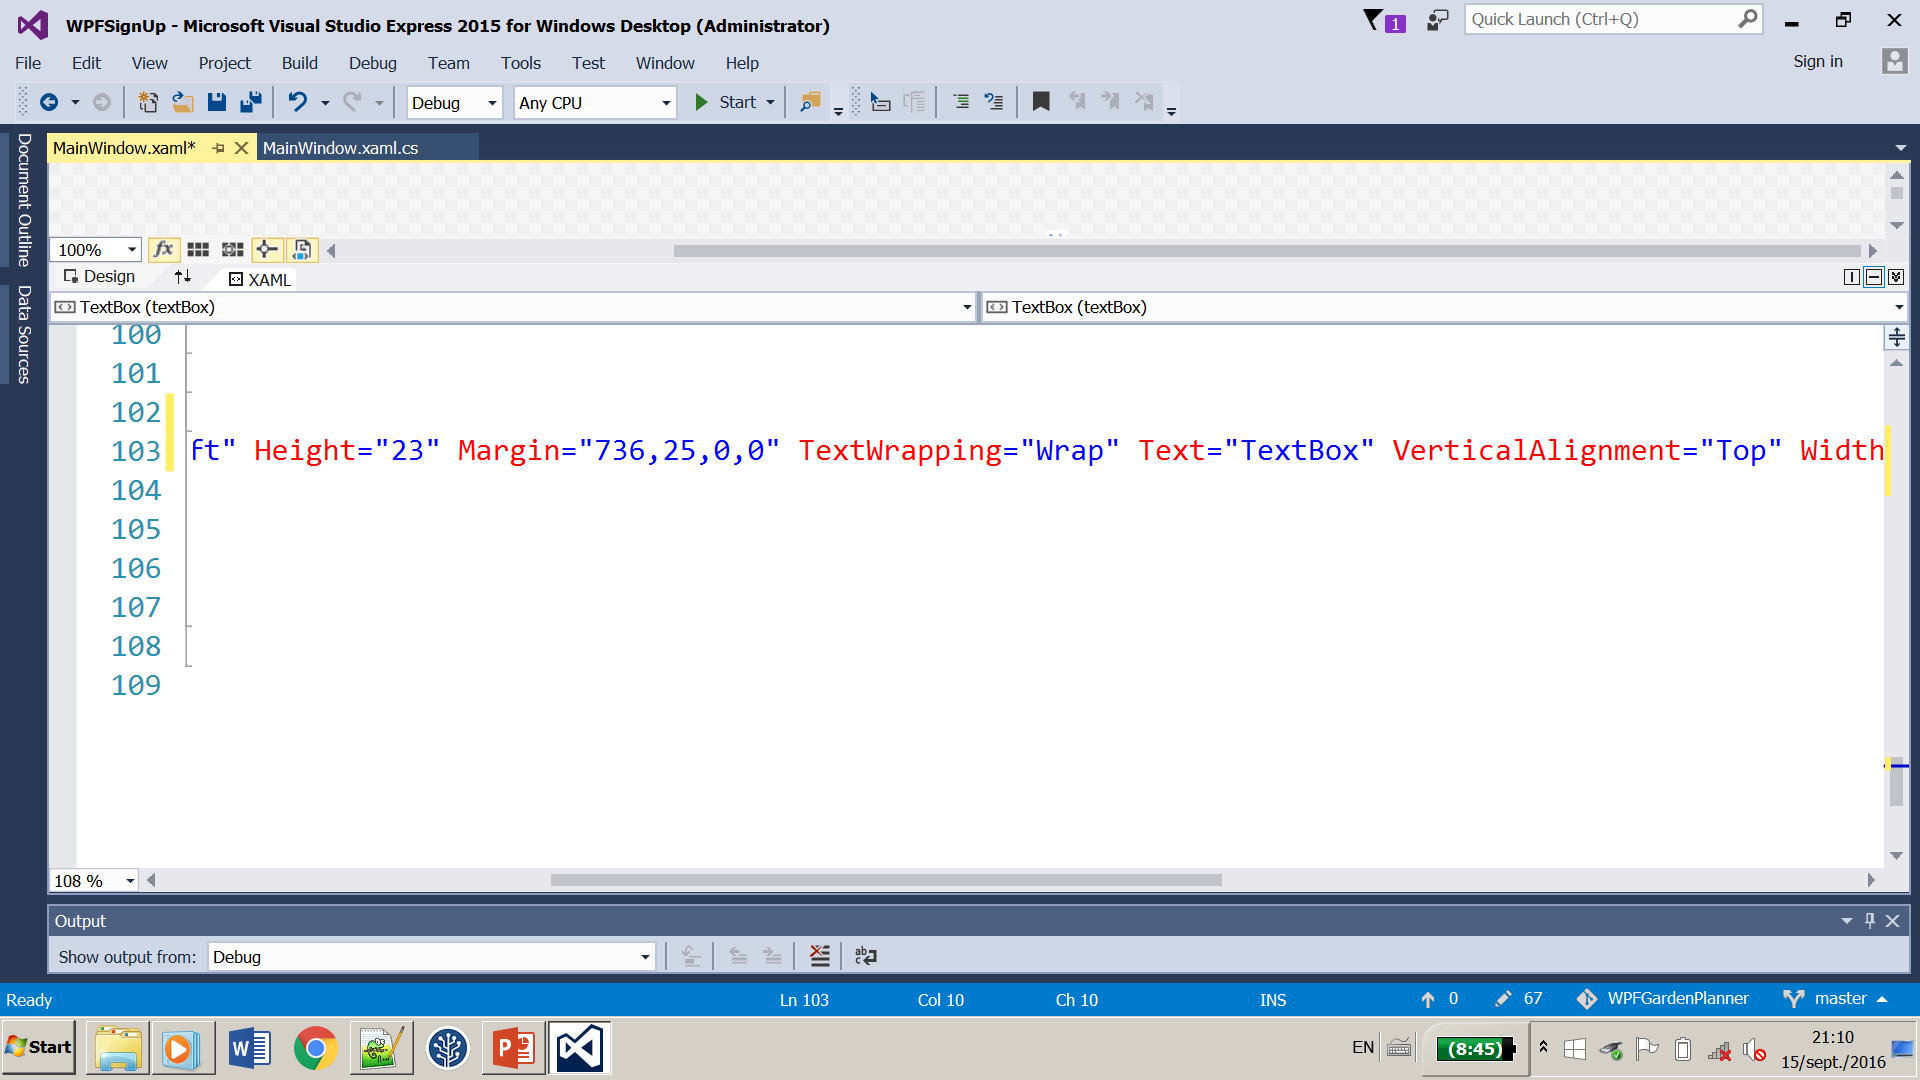 WPFSignUp - Microsoft Visual Studio Express 2015 for Windows Desktop (Administrator)
1
Quick Launch (Ctrl+Q)
File Edit View Project Build Debug Team Tools Test Window Help
Sign in
Debug Any CPU Start
Document Outline
Data Sources
MainWindow.xaml* MainWindow.xaml.cs
100% fx
Design XAML
TextBox (textBox) TextBox (textBox)
100
101
102
103 ft" Height="23" Margin="736,25,0,0" TextWrapping="Wrap" Text="TextBox" VerticalAlignment="Top" Width
104
105
106
107
108
109
108 %
Output
Show output from: Debug
Ready Ln 103 Col 10 Ch 10 INS 0 67 WPFGardenPlanner master
Start EN (8:45) 21:10
15/sept./2016